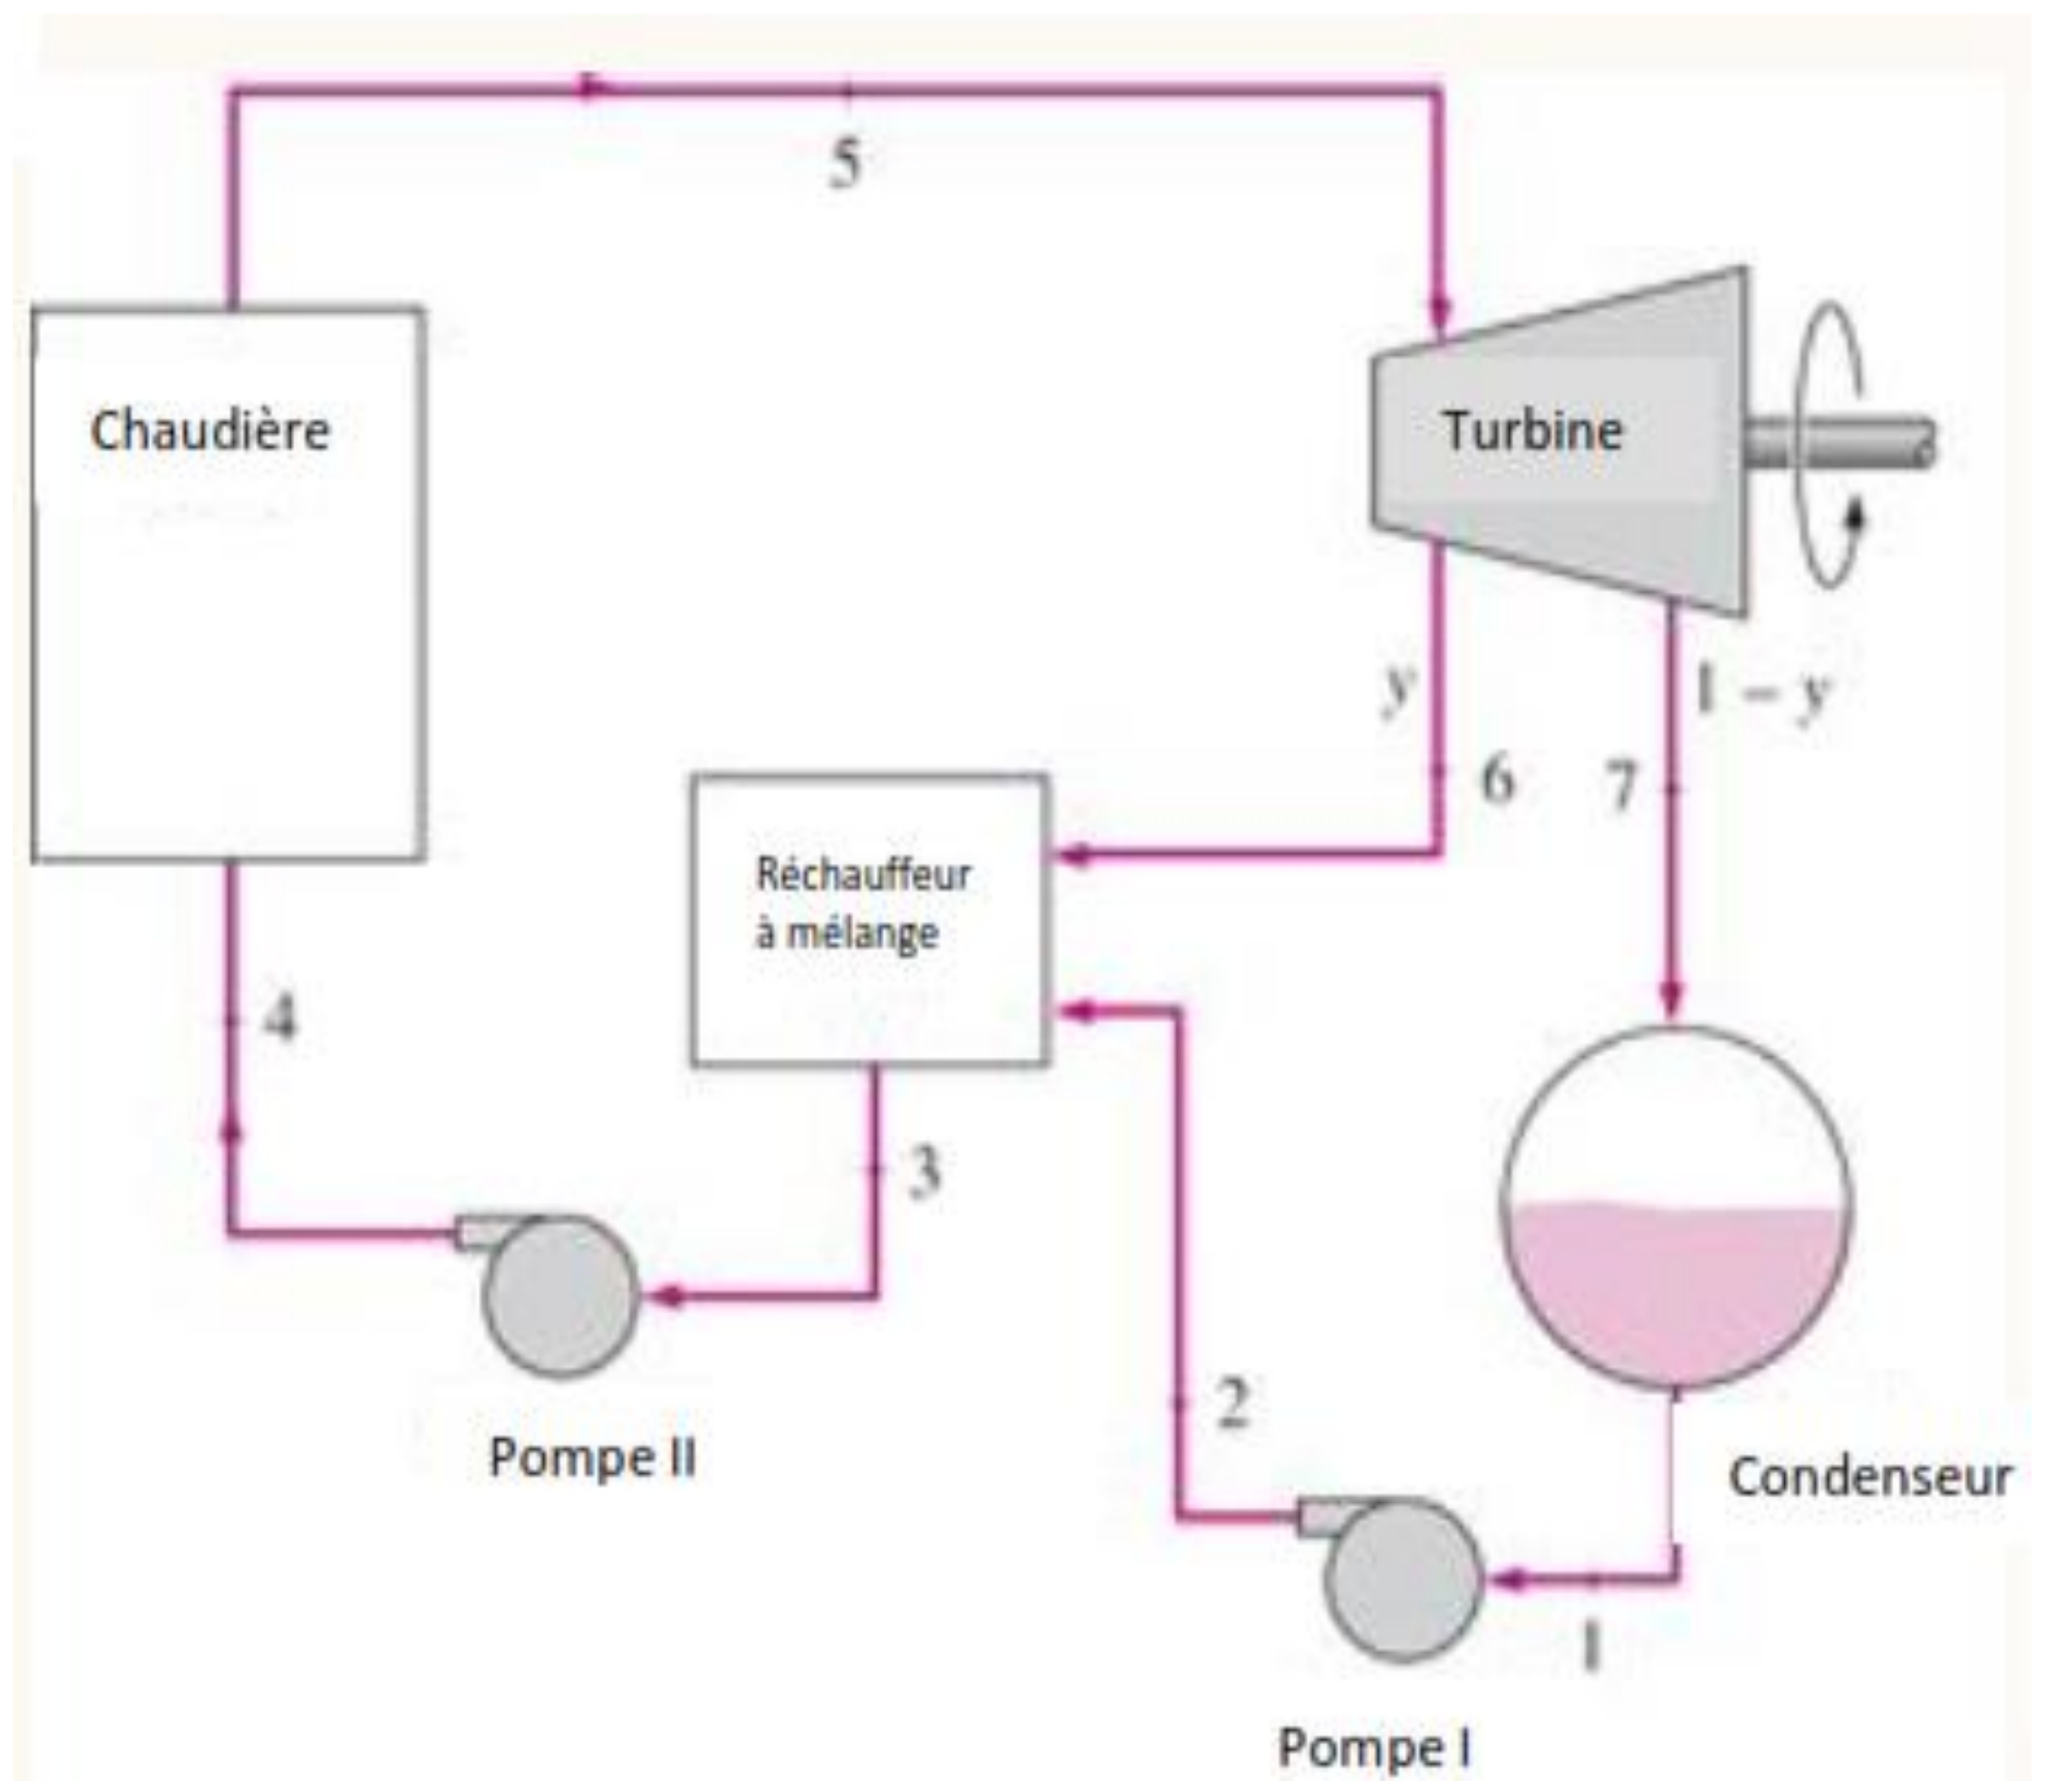 5
Chaudière
Turbine
y
1 – y
6
7
Réchauffeur
à mélange
4
3
2
Pompe II
Condenseur
1
Pompe I